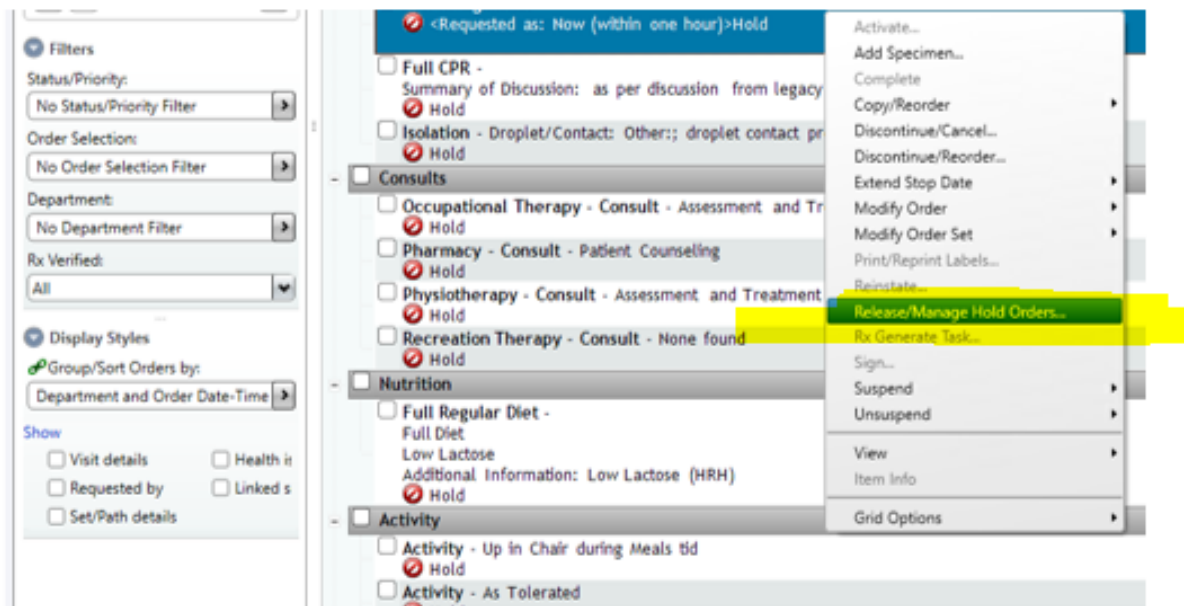 Filters
Status/Priority:
No Status/Priority Filter
Order Selection:
No Order Selection Filter
Department:
No Department Filter
Rx Verified:
All
Display Styles
Group/Sort Orders by:
Department and Order Date-Time
Show
Visit details
Health
Requested by
Linked s
Set/Path details
<Requested as: Now (within one hour)>Hold
Full CPR -
Summary of Discussion: as per discussion from legacy
Hold
Isolation - Droplet/Contact: Other:; droplet contact pr
Hold
Consults
Occupational Therapy - Consult - Assessment and Tr
Hold
Pharmacy - Consult - Patient Counseling
Hold
Physiotherapy - Consult - Assessment and Treatment
Hold
Recreation Therapy - Consult - None found
Hold
Nutrition
Full Regular Diet -
Full Diet
Low Lactose
Additional Information: Low Lactose (HRH)
Hold
Activity
Activity - Up in Chair during Meals tid
Hold
Activity - As Tolerated
Activate...
Add Specimen...
Complete
Copy/Reorder
Discontinue/Cancel...
Discontinue/Reorder...
Extend Stop Date
Modify Order
Modify Order Set
Print/Reprint Labels...
Reinstate...
Release/Manage Hold Orders...
Rx Generate Task...
Sign...
Suspend
Unsuspend
View
Item Info
Grid Options